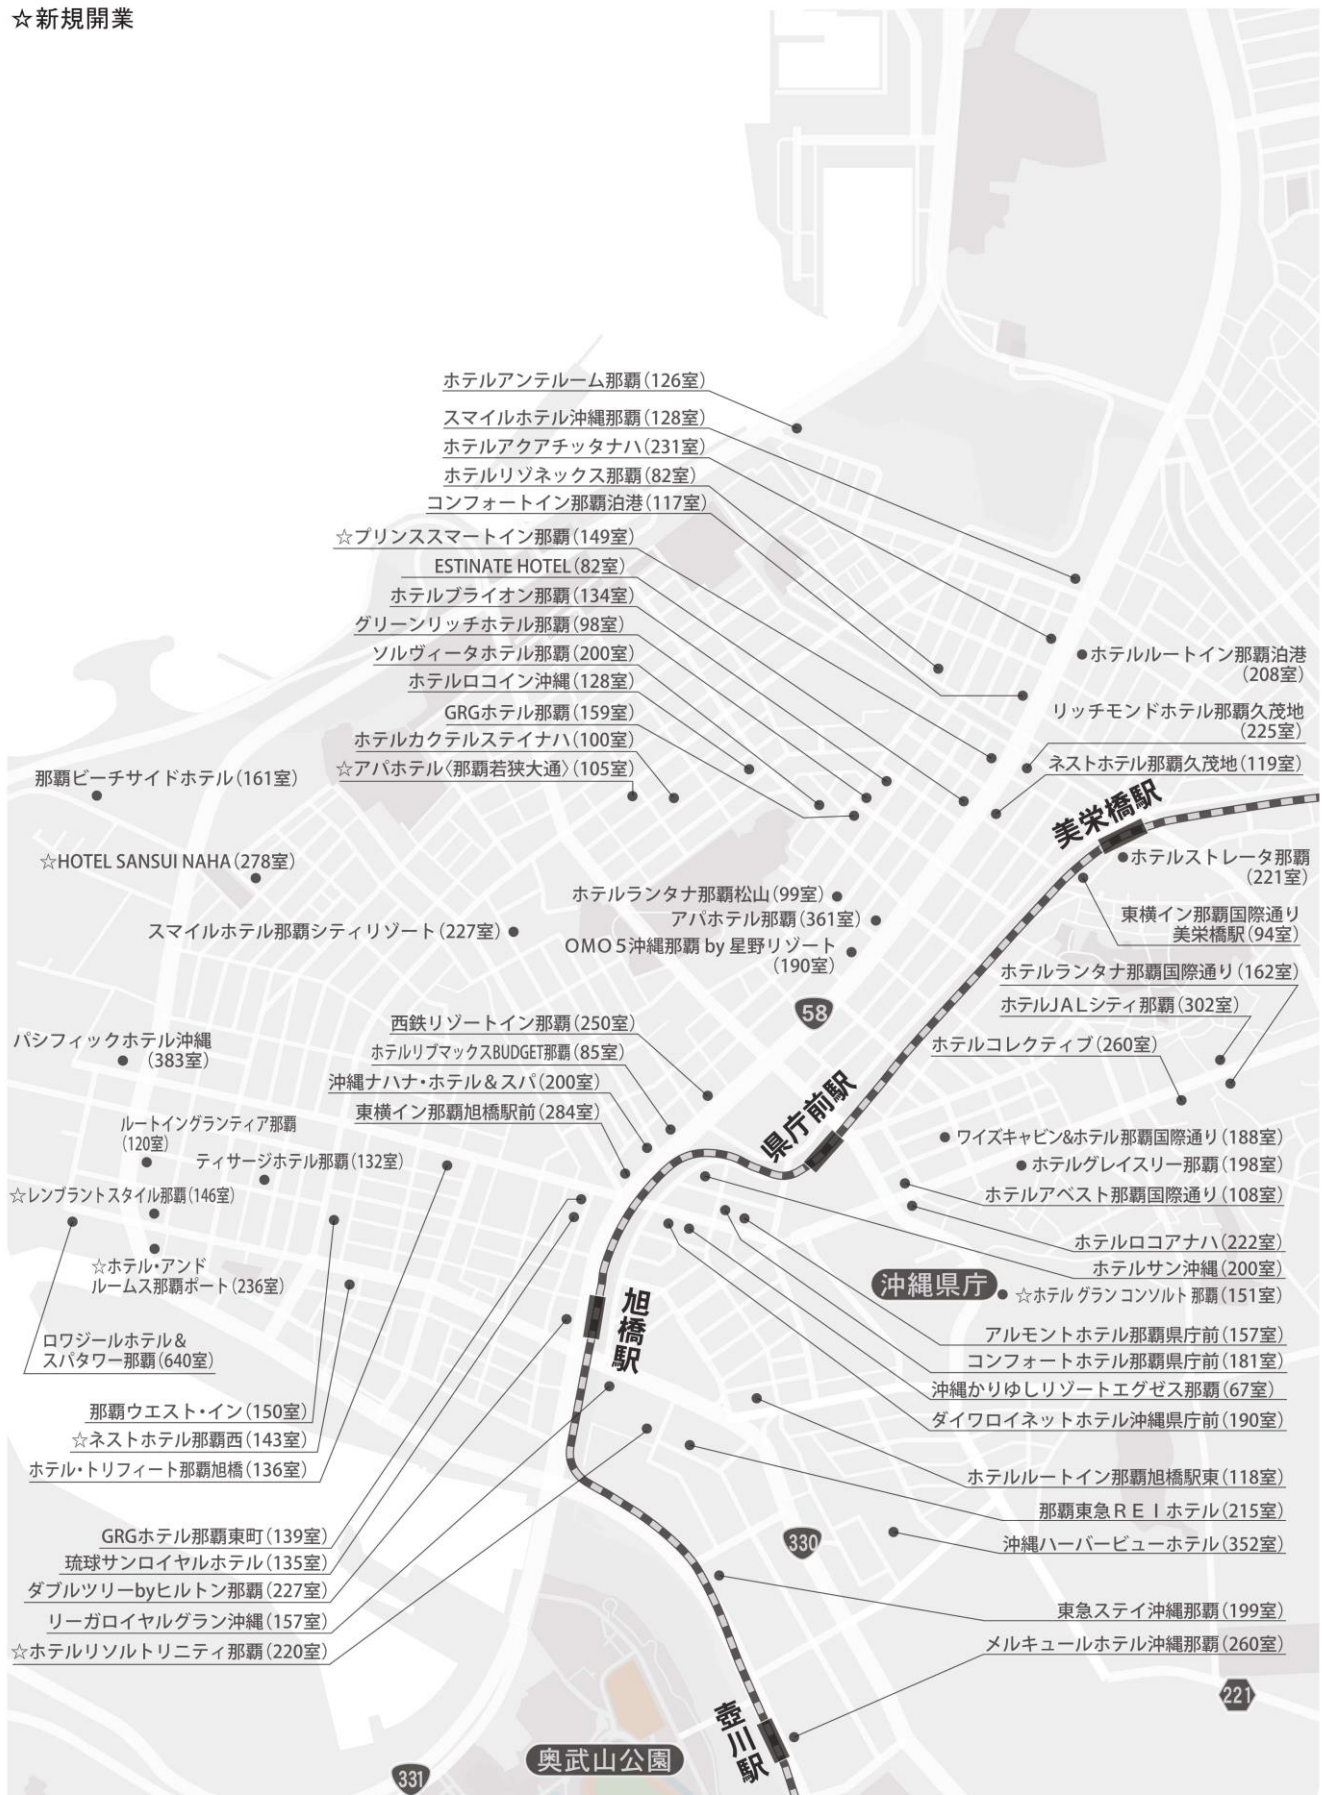 ☆新規開業
ホテルアンテルーム那覇(126室)
スマイルホテル沖縄那覇(128室)
ホテルアクアチッタナハ(231室)
ホテルリゾネックス那覇(82室)
コンフォートイン那覇泊港(117室)
☆プリンススマートイン那覇(149室)
ESTINATE HOTEL(82室)
ホテルブライオン那覇(134室)
グリーンリッチホテル那覇(98室)
ソルヴィータホテル那覇(200室)
ホテルロコイン沖縄(128室)
GRGホテル那覇(159室)
ホテルカクテルステイナハ(100室)
☆アパホテル〈那覇若狭大通〉(105室)
ホテルルートイン那覇泊港
(208室)
リッチモンドホテル那覇久茂地
(225室)
ネストホテル那覇久茂地(119室)
那覇ビーチサイドホテル(161室)
美栄橋駅
☆HOTEL SANSUI NAHA(278室)
ホテルストレータ那覇
(221室)
ホテルランタナ那覇松山(99室)
アパホテル那覇(361室)
OMO5沖縄那覇 by 星野リゾート
(190室)
スマイルホテル那覇シティリゾート(227室)
東横イン那覇国際通り
美栄橋駅(94室)
ホテルランタナ那覇国際通り(162室)
ホテルJALシティ那覇(302室)
ホテルコレクティブ(260室)
58
西鉄リゾートイン那覇(250室)
ホテルリブマックスBUDGET那覇(85室)
沖縄ナハナ・ホテル&スパ(200室)
東横イン那覇旭橋駅前(284室)
パシフィックホテル沖縄
(383室)
県庁前駅
ルートイングランティア那覇
(120室)
ティサージホテル那覇(132室)
☆レンブラントスタイル那覇(146室)
☆ホテル・アンド
ルームス那覇ポート(236室)
ロワジールホテル&
スパタワー那覇(640室)
ワイズキャビン&ホテル那覇国際通り(188室)
ホテルグレイスリー那覇(198室)
ホテルアベスト那覇国際通り(108室)
ホテルロコアナハ(222室)
ホテルサン沖縄(200室)
沖縄県庁
☆ホテル グラン コンソルト 那覇(151室)
旭橋駅
アルモントホテル那覇県庁前(157室)
コンフォートホテル那覇県庁前(181室)
沖縄かりゆしリゾートエグゼス那覇(67室)
ダイワロイネットホテル沖縄県庁前(190室)
那覇ウエスト・イン(150室)
☆ネストホテル那覇西(143室)
ホテル・トリフィート那覇旭橋(136室)
ホテルルートイン那覇旭橋駅東(118室)
那覇東急REIホテル(215室)
沖縄ハーバービューホテル(352室)
330
GRGホテル那覇東町(139室)
琉球サンロイヤルホテル(135室)
ダブルツリーbyヒルトン那覇(227室)
リーガロイヤルグラン沖縄(157室)
☆ホテルリソルトリニティ那覇(220室)
東急ステイ沖縄那覇(199室)
メルキュールホテル沖縄那覇(260室)
221
壺川駅
奥武山公園
331